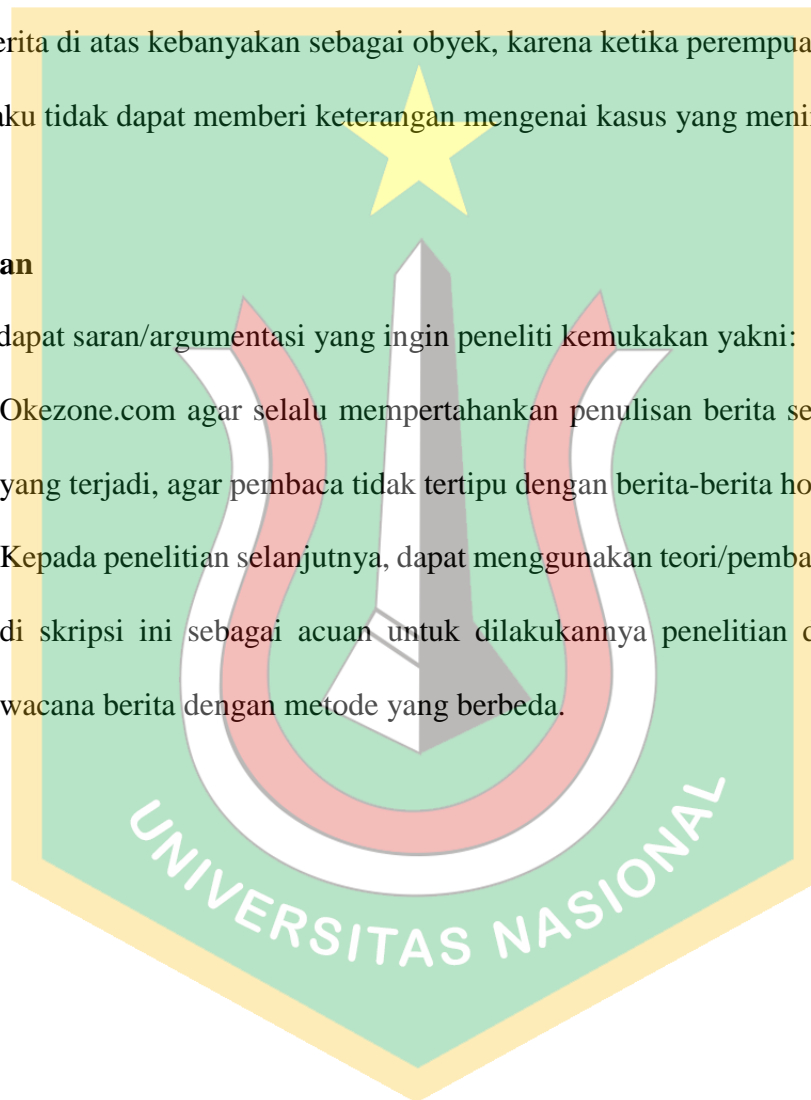 erita di atas kebanyakan sebagai obyek, karena ketika perempua
aku tidak dapat memberi keterangan mengenai kasus yang meni
an
dapat saran/argumentasi yang ingin peneliti kemukakan yakni:
Okezone.com agar selalu mempertahankan penulisan berita se
yang terjadi, agar pembaca tidak tertipu dengan berita-berita ho
Kepada penelitian selanjutnya, dapat menggunakan teori/pemba
di skripsi ini sebagai acuan untuk dilakukannya penelitian d
wacana berita dengan metode yang berbeda.
UNIVERSITAS NASIONAL